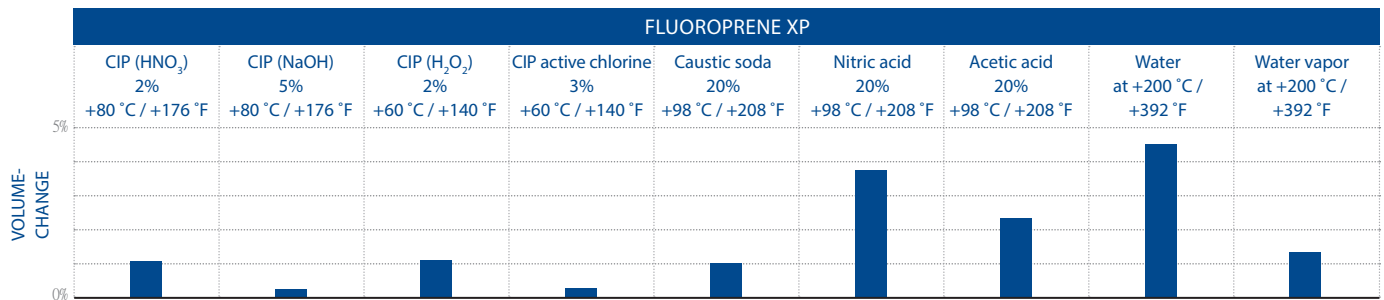 FLUOROPRENE XP
CIP (HNO₃)
2%
+80 ˚C / +176 ˚F
CIP (NaOH)
5%
+80 ˚C / +176 ˚F
CIP (H₂O₂)
2%
+60 ˚C / +140 ˚F
CIP active chlorine
3%
+60 ˚C / +140 ˚F
Caustic soda
20%
+98 ˚C / +208 ˚F
Nitric acid
20%
+98 ˚C / +208 ˚F
Acetic acid
20%
+98 ˚C / +208 ˚F
Water
at +200 ˚C /
+392 ˚F
Water vapor
at +200 ˚C /
+392 ˚F
5%
VOLUME-
CHANGE
0%